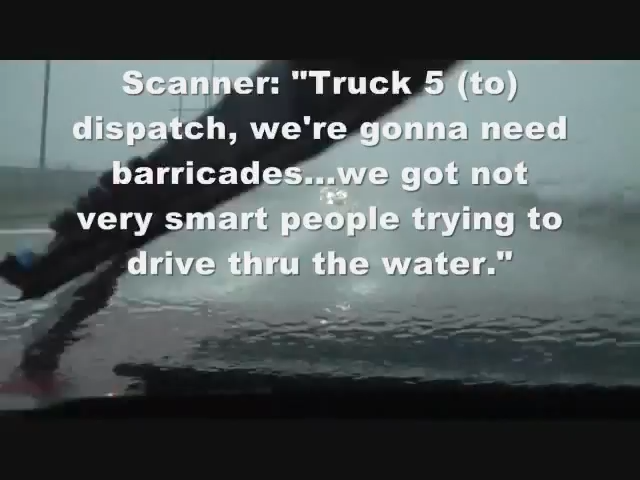 Scanner: "Truck 5 (to)
dispatch, we're gonna need
barricades...we got not
very smart people trying to
drive thru the water."